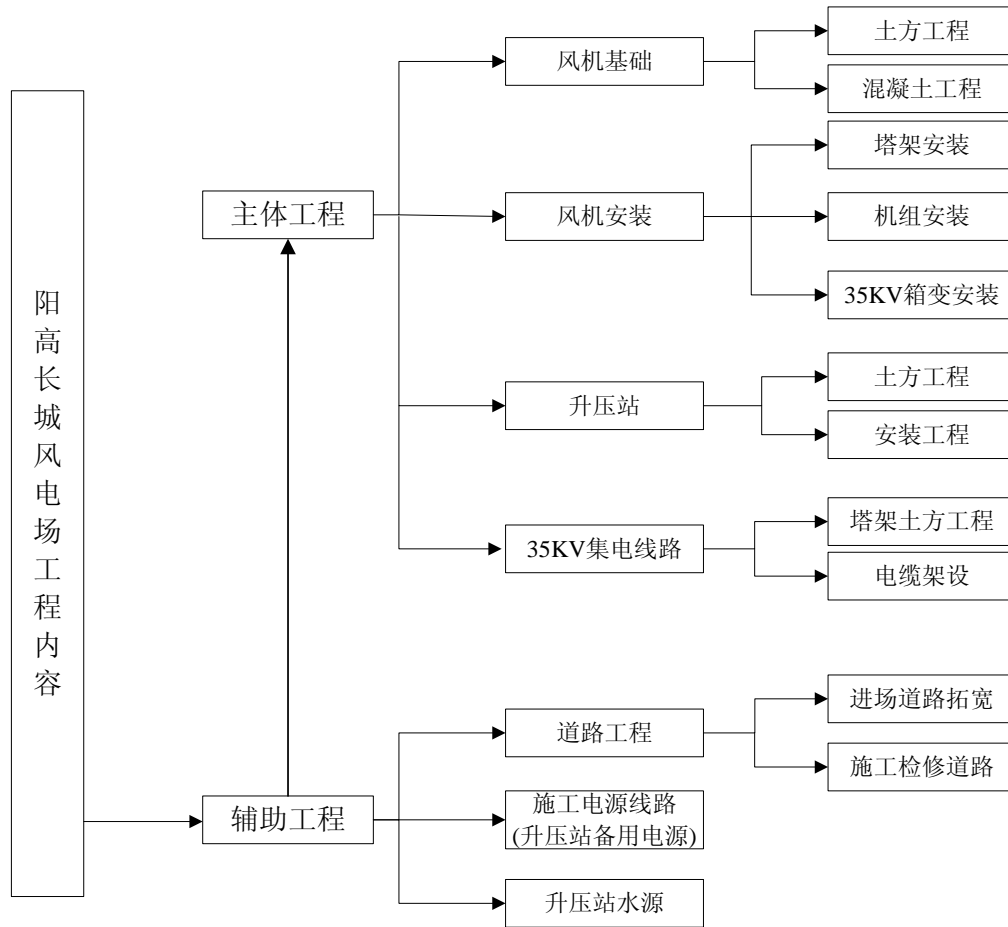 阳高长城风电场工程内容
主体工程
风机基础
土方工程
混凝土工程
风机安装
塔架安装
机组安装
35KV箱变安装
升压站
土方工程
安装工程
35KV集电线路
塔架土方工程
电缆架设
辅助工程
道路工程
进场道路拓宽
施工检修道路
施工电源线路
(升压站备用电源)
升压站水源